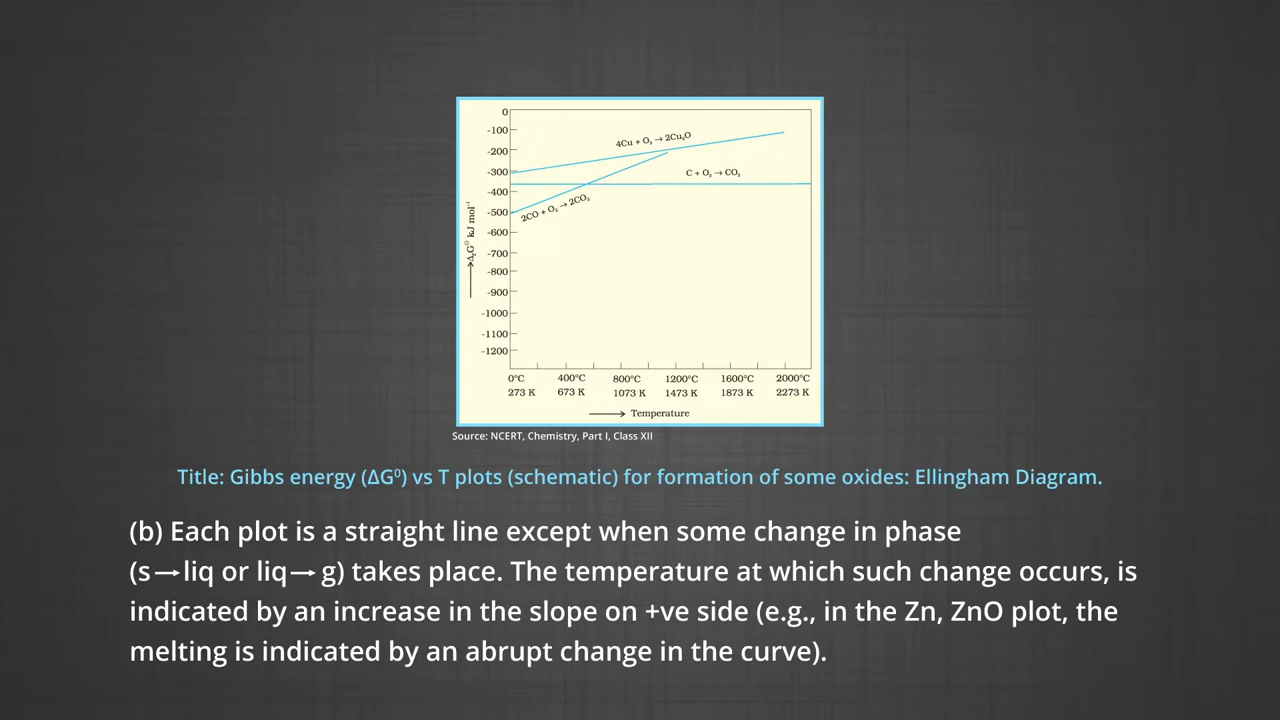 0
-100
-200
-300
-400
-500
-600
-700
-800
-900
-1000
-1100
-1200
4Cu + O₂ → 2Cu₂O
C + O₂ → CO₂
2CO + O₂ → 2CO₂
ΔfG⊖ kJ mol⁻¹
0°C 400°C 800°C 1200°C 1600°C 2000°C
273 K 673 K 1073 K 1473 K 1873 K 2273 K
Temperature
Source: NCERT, Chemistry, Part I, Class XII
Title: Gibbs energy (ΔG⁰) vs T plots (schematic) for formation of some oxides: Ellingham Diagram.
(b) Each plot is a straight line except when some change in phase
(s→liq or liq→g) takes place. The temperature at which such change occurs, is
indicated by an increase in the slope on +ve side (e.g., in the Zn, ZnO plot, the
melting is indicated by an abrupt change in the curve).